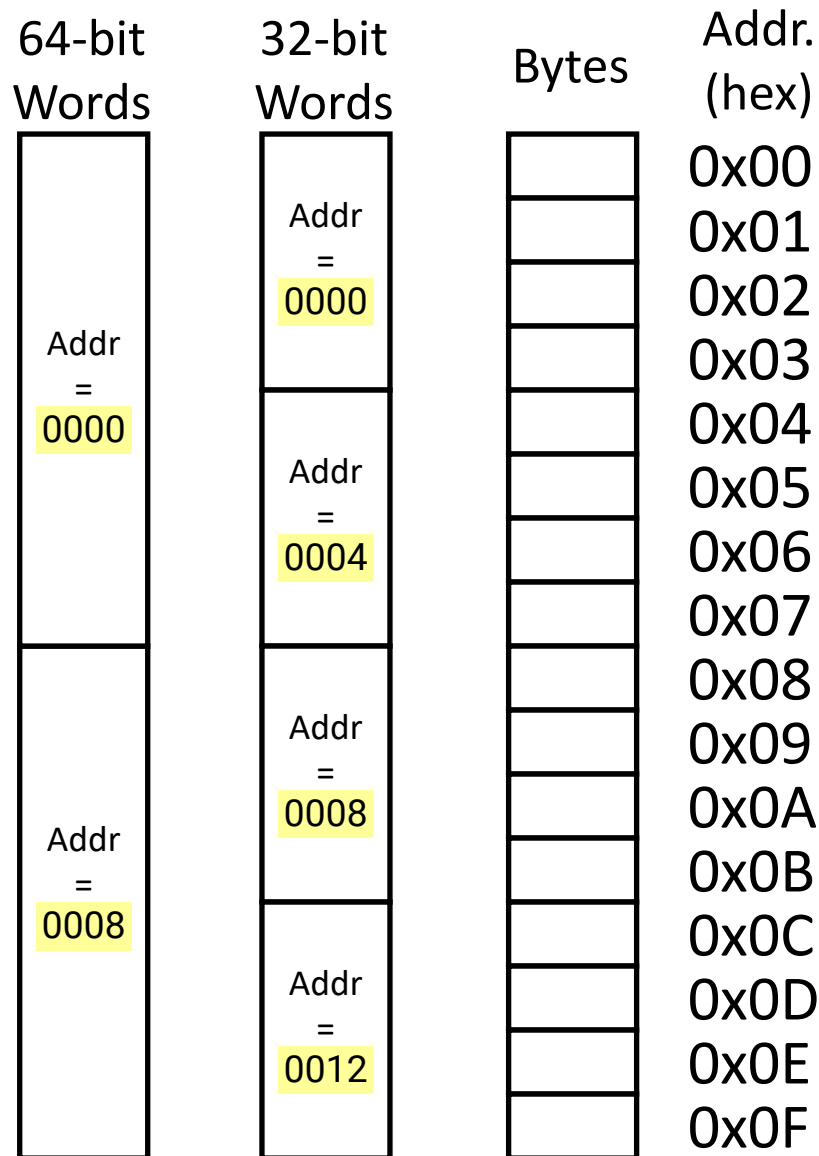 64-bit
Words
32-bit
Words
Bytes
Addr.
(hex)
Addr
=
0000
Addr
=
0008
Addr
=
0000
Addr
=
0004
Addr
=
0008
Addr
=
0012
0x00
0x01
0x02
0x03
0x04
0x05
0x06
0x07
0x08
0x09
0x0A
0x0B
0x0C
0x0D
0x0E
0x0F